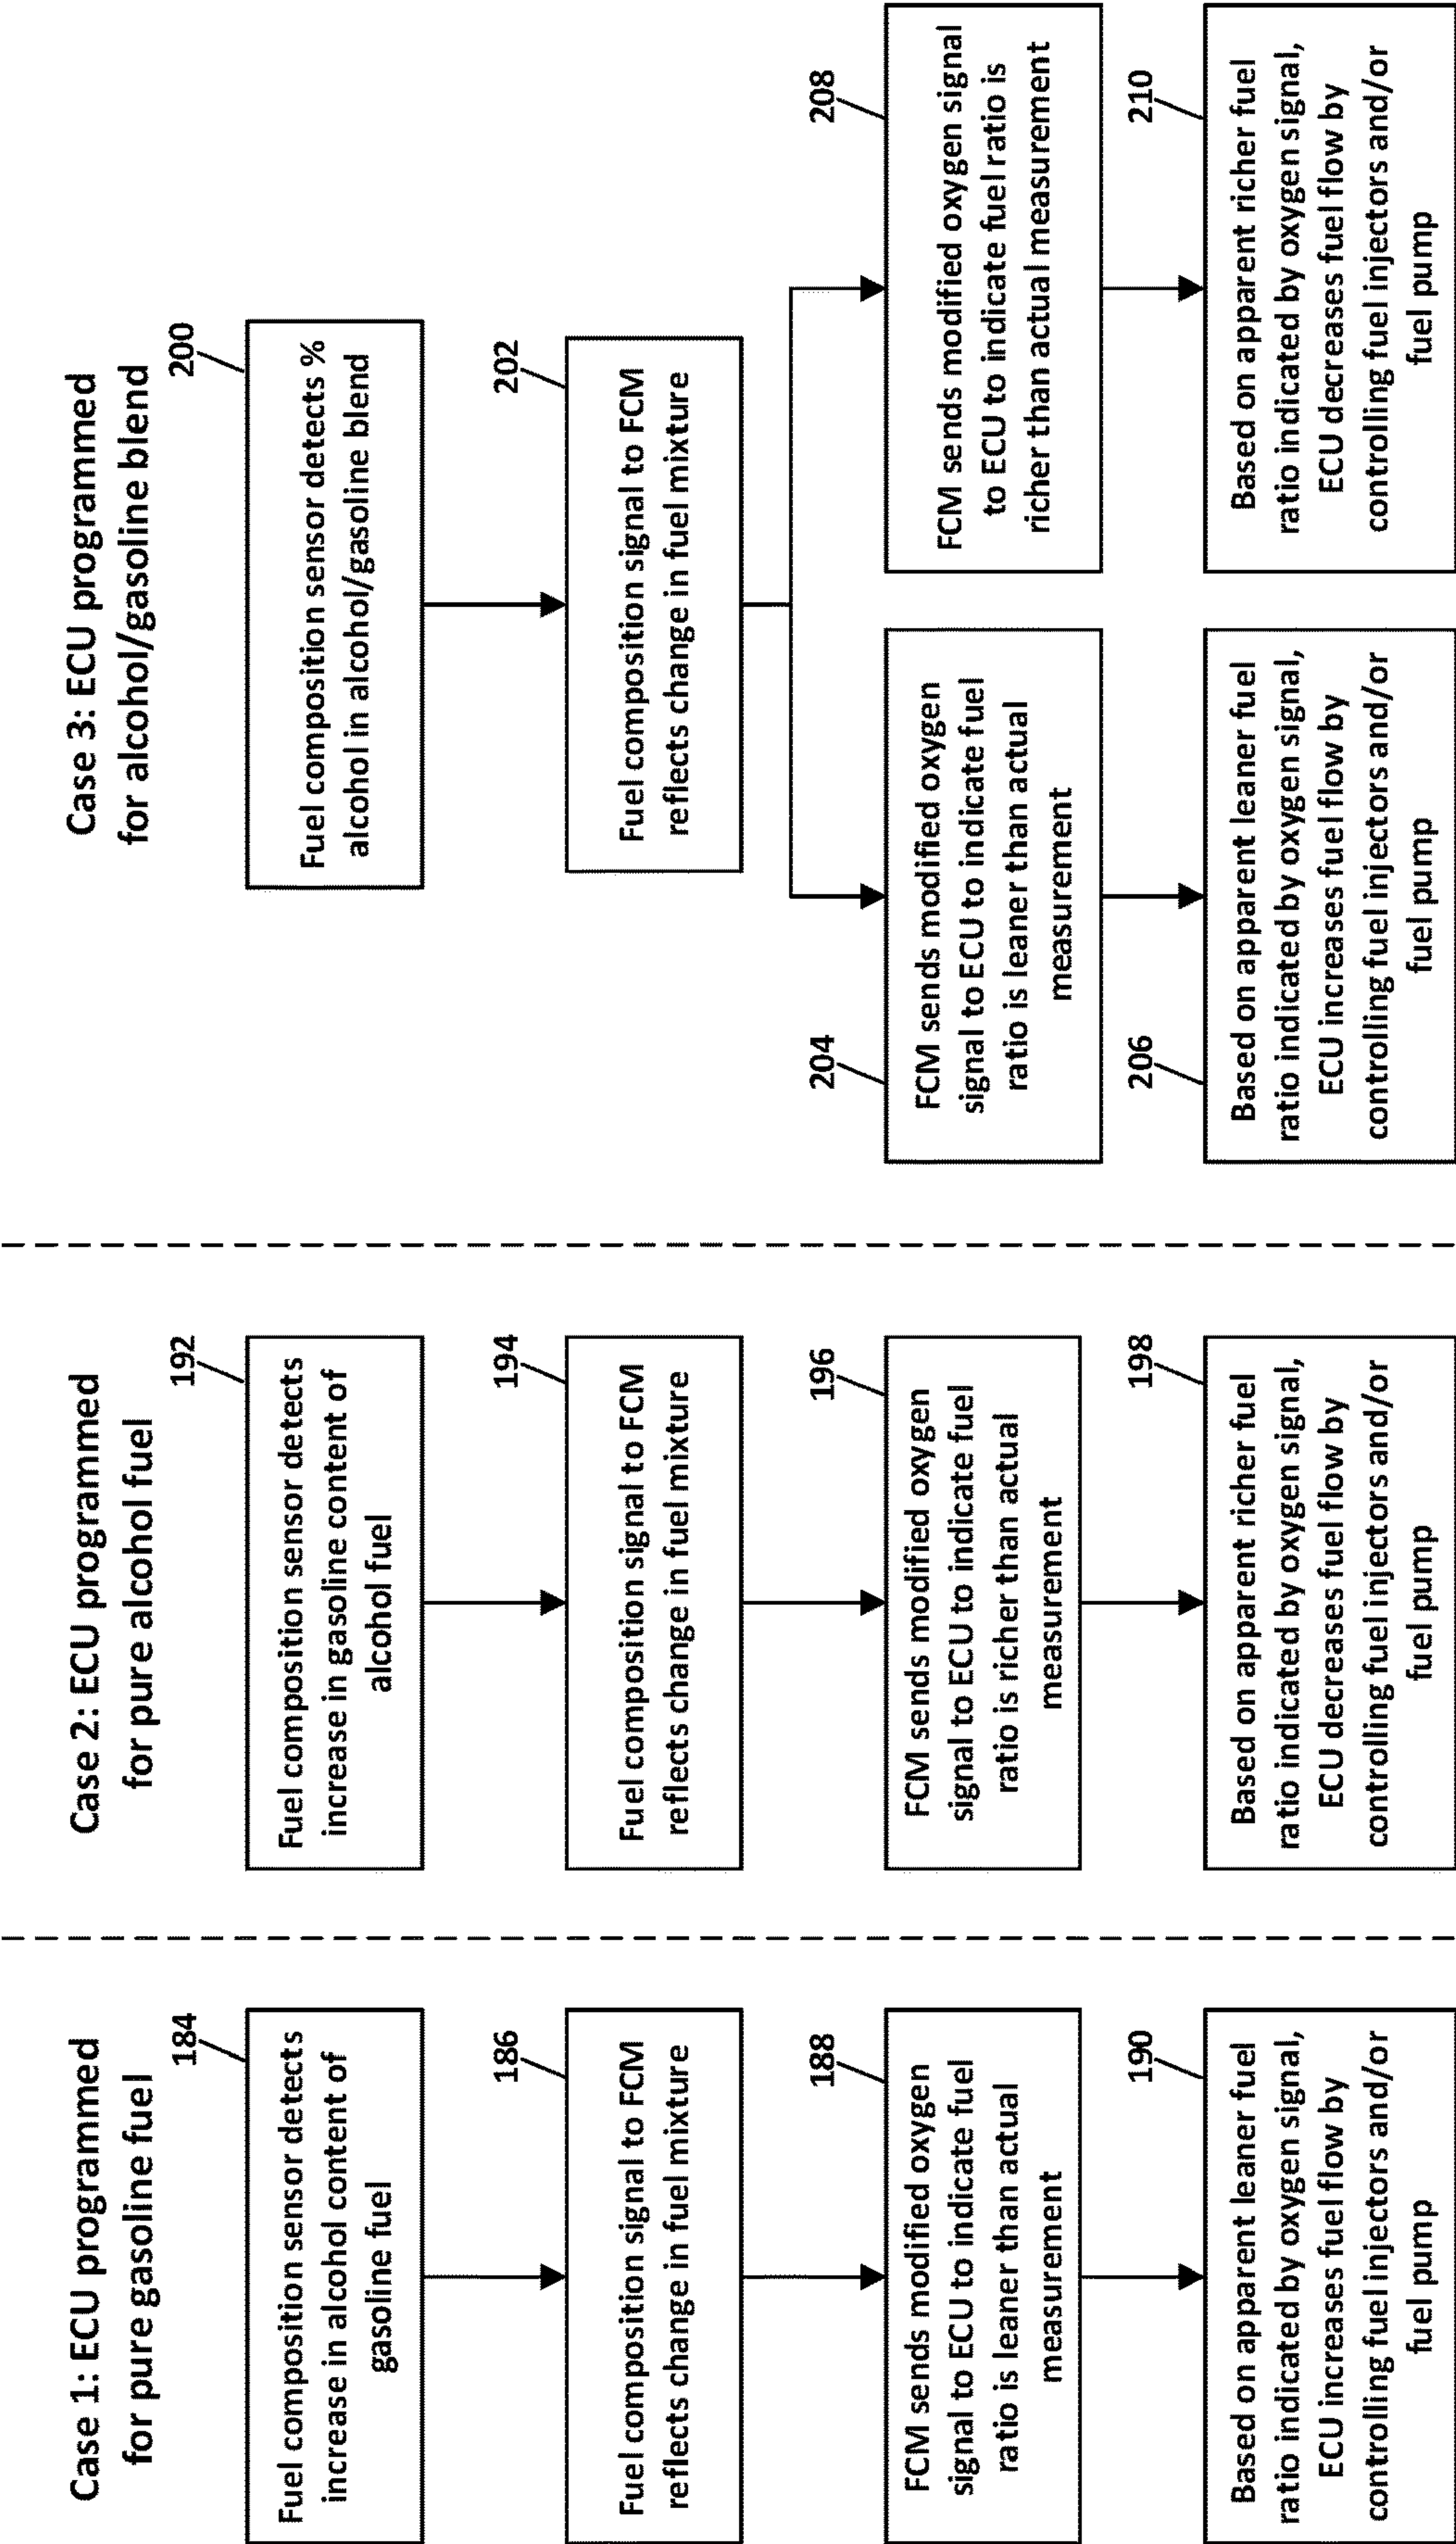 Case 1: ECU programmed
for pure gasoline fuel
184
Fuel composition sensor detects
increase in alcohol content of
gasoline fuel
186
Fuel composition signal to FCM
reflects change in fuel mixture
188
FCM sends modified oxygen
signal to ECU to indicate fuel
ratio is leaner than actual
measurement
190
Based on apparent leaner fuel
ratio indicated by oxygen signal,
ECU increases fuel flow by
controlling fuel injectors and/or
fuel pump
Case 2: ECU programmed
for pure alcohol fuel
192
Fuel composition sensor detects
increase in gasoline content of
alcohol fuel
194
Fuel composition signal to FCM
reflects change in fuel mixture
196
FCM sends modified oxygen
signal to ECU to indicate fuel
ratio is richer than actual
measurement
198
Based on apparent richer fuel
ratio indicated by oxygen signal,
ECU decreases fuel flow by
controlling fuel injectors and/or
fuel pump
Case 3: ECU programmed
for alcohol/gasoline blend
200
Fuel composition sensor detects %
alcohol in alcohol/gasoline blend
202
Fuel composition signal to FCM
reflects change in fuel mixture
204
FCM sends modified oxygen
signal to ECU to indicate fuel
ratio is leaner than actual
measurement
206
Based on apparent leaner fuel
ratio indicated by oxygen signal,
ECU increases fuel flow by
controlling fuel injectors and/or
fuel pump
208
FCM sends modified oxygen signal
to ECU to indicate fuel ratio is
richer than actual measurement
210
Based on apparent richer fuel
ratio indicated by oxygen signal,
ECU decreases fuel flow by
controlling fuel injectors and/or
fuel pump